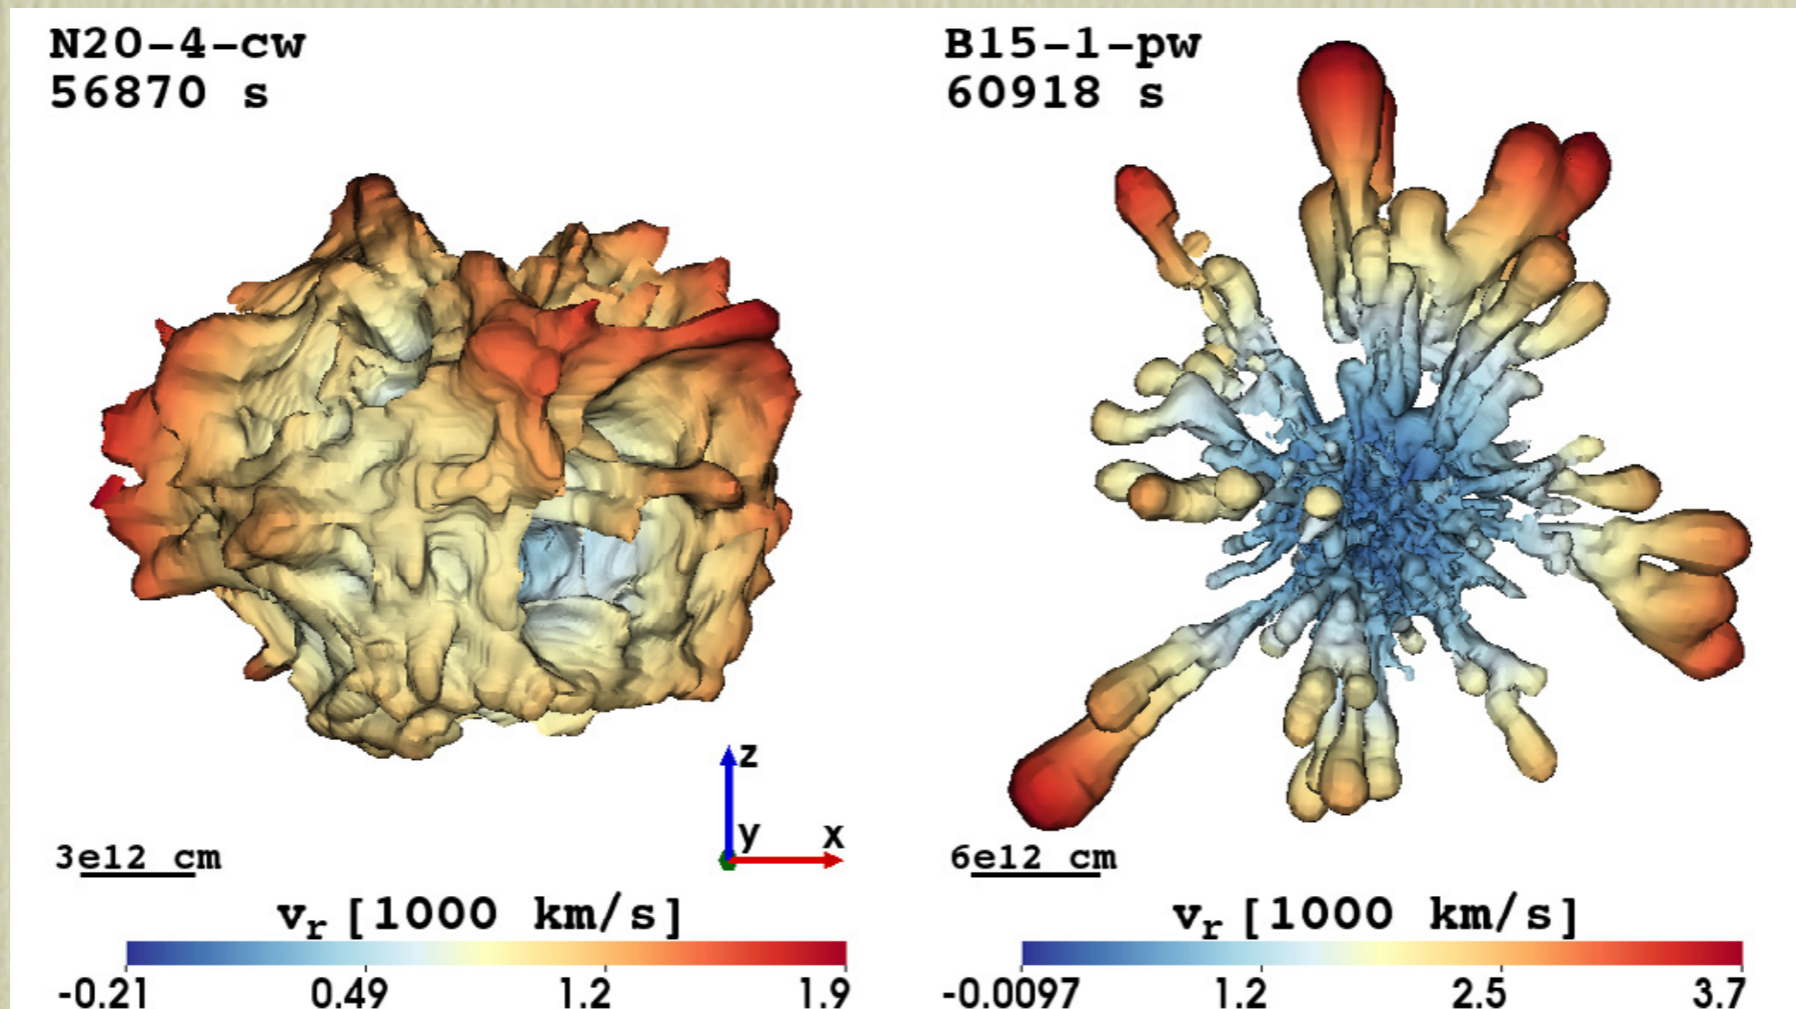 N20-4-cw
56870 s
z
y x
3e12 cm
vr [1000 km/s]
-0.21 0.49 1.2 1.9
B15-1-pw
60918 s
6e12 cm
vr [1000 km/s]
-0.0097 1.2 2.5 3.7